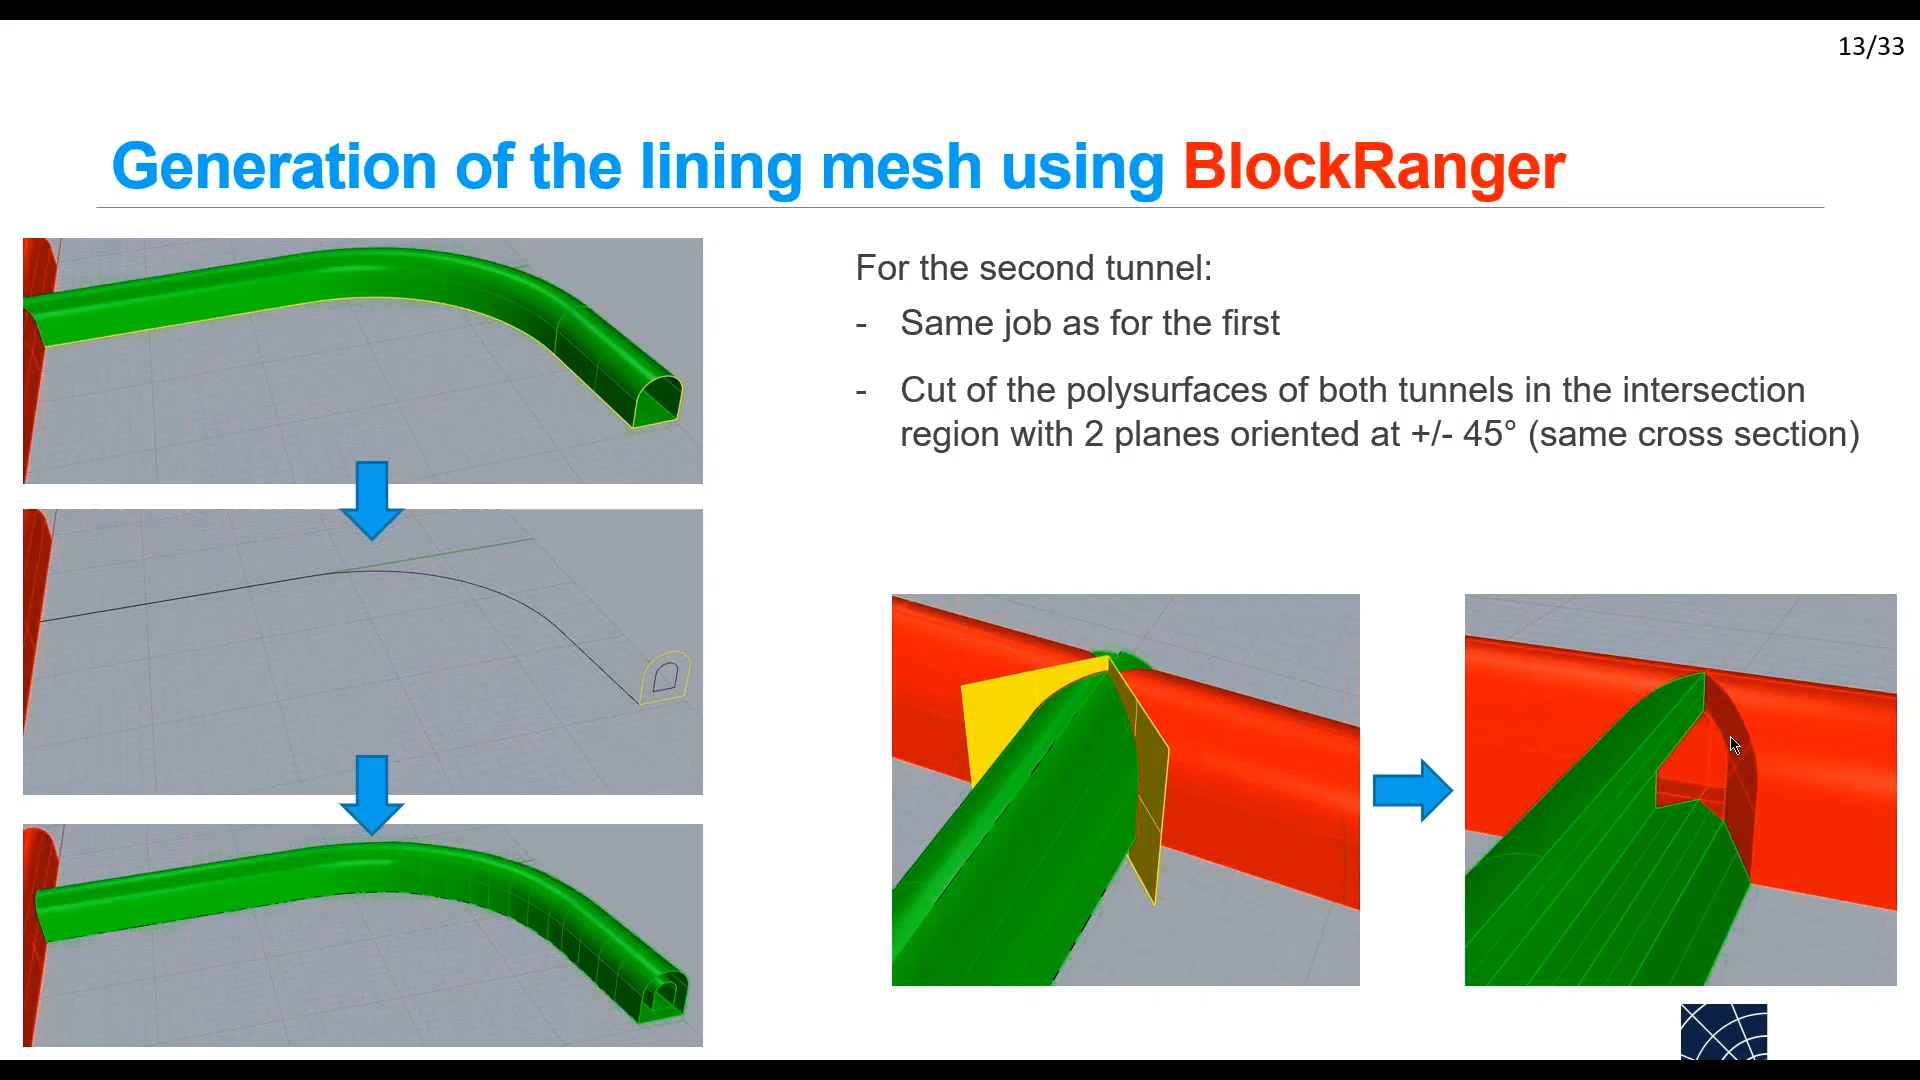 13/33
Generation of the lining mesh using BlockRanger
For the second tunnel:
- Same job as for the first
- Cut of the polysurfaces of both tunnels in the intersection
region with 2 planes oriented at +/- 45° (same cross section)